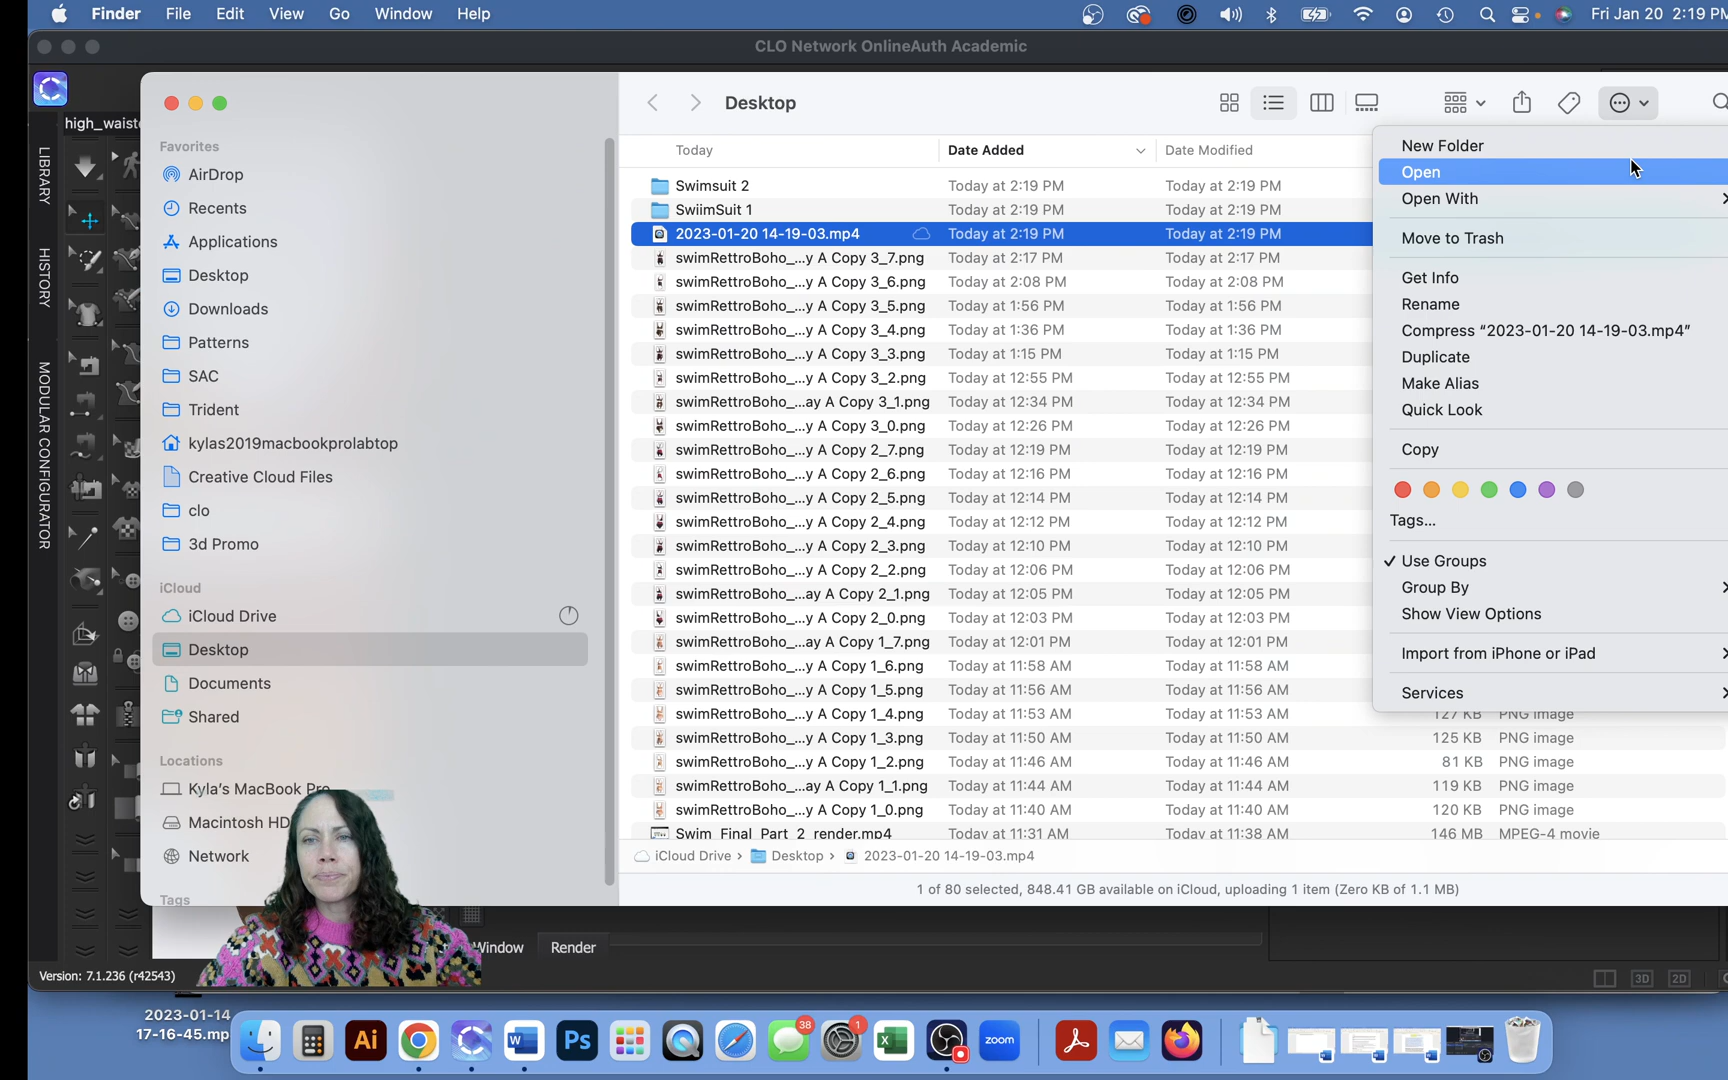 Finder File Edit View Go Window Help Fri Jan 20 2:19 PM
CLO Network OnlineAuth Academic
high_waiste
LIBRARY
HISTORY
MODULAR CONFIGURATOR
Favorites
AirDrop
Recents
Applications
Desktop
Downloads
Patterns
SAC
Trident
kylas2019macbookprolabtop
Creative Cloud Files
clo
3d Promo
iCloud
iCloud Drive
Desktop
Documents
Shared
Locations
Kyla's MacBook Pro
Macintosh HD
Network
Tags
Desktop
Today Date Added Date Modified
Swimsuit 2 Today at 2:19 PM Today at 2:19 PM
SwiimSuit 1 Today at 2:19 PM Today at 2:19 PM
2023-01-20 14-19-03.mp4 Today at 2:19 PM Today at 2:19 PM
swimRettroBoho_...y A Copy 3_7.png Today at 2:17 PM Today at 2:17 PM
swimRettroBoho_...y A Copy 3_6.png Today at 2:08 PM Today at 2:08 PM
swimRettroBoho_...y A Copy 3_5.png Today at 1:56 PM Today at 1:56 PM
swimRettroBoho_...y A Copy 3_4.png Today at 1:36 PM Today at 1:36 PM
swimRettroBoho_...y A Copy 3_3.png Today at 1:15 PM Today at 1:15 PM
swimRettroBoho_...y A Copy 3_2.png Today at 12:55 PM Today at 12:55 PM
swimRettroBoho_...ay A Copy 3_1.png Today at 12:34 PM Today at 12:34 PM
swimRettroBoho_...y A Copy 3_0.png Today at 12:26 PM Today at 12:26 PM
swimRettroBoho_...y A Copy 2_7.png Today at 12:19 PM Today at 12:19 PM
swimRettroBoho_...y A Copy 2_6.png Today at 12:16 PM Today at 12:16 PM
swimRettroBoho_...y A Copy 2_5.png Today at 12:14 PM Today at 12:14 PM
swimRettroBoho_...y A Copy 2_4.png Today at 12:12 PM Today at 12:12 PM
swimRettroBoho_...y A Copy 2_3.png Today at 12:10 PM Today at 12:10 PM
swimRettroBoho_...y A Copy 2_2.png Today at 12:06 PM Today at 12:06 PM
swimRettroBoho_...ay A Copy 2_1.png Today at 12:05 PM Today at 12:05 PM
swimRettroBoho_...y A Copy 2_0.png Today at 12:03 PM Today at 12:03 PM
swimRettroBoho_...ay A Copy 1_7.png Today at 12:01 PM Today at 12:01 PM
swimRettroBoho_...y A Copy 1_6.png Today at 11:58 AM Today at 11:58 AM
swimRettroBoho_...y A Copy 1_5.png Today at 11:56 AM Today at 11:56 AM
swimRettroBoho_...y A Copy 1_4.png Today at 11:53 AM Today at 11:53 AM 127 KB PNG image
swimRettroBoho_...y A Copy 1_3.png Today at 11:50 AM Today at 11:50 AM 125 KB PNG image
swimRettroBoho_...y A Copy 1_2.png Today at 11:46 AM Today at 11:46 AM 81 KB PNG image
swimRettroBoho_...ay A Copy 1_1.png Today at 11:44 AM Today at 11:44 AM 119 KB PNG image
swimRettroBoho_...y A Copy 1_0.png Today at 11:40 AM Today at 11:40 AM 120 KB PNG image
Swim_Final_Part_2_render.mp4 Today at 11:31 AM Today at 11:38 AM 146 MB MPEG-4 movie
iCloud Drive › Desktop › 2023-01-20 14-19-03.mp4
1 of 80 selected, 848.41 GB available on iCloud, uploading 1 item (Zero KB of 1.1 MB)
New Folder
Open
Open With
Move to Trash
Get Info
Rename
Compress “2023-01-20 14-19-03.mp4”
Duplicate
Make Alias
Quick Look
Copy
Tags...
Use Groups
Group By
Show View Options
Import from iPhone or iPad
Services
Window Render
Version: 7.1.236 (r42543)
3D 2D
2023-01-14
17-16-45.mp
Ai W Ps 38 1 X zoom